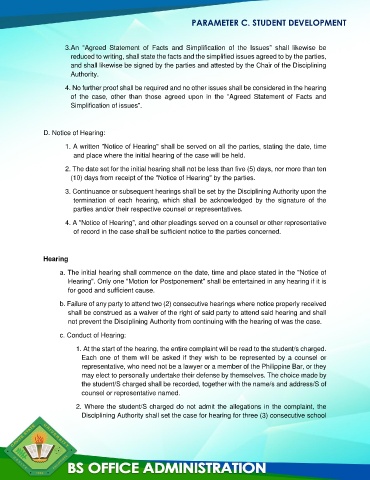 PARAMETER C. STUDENT DEVELOPMENT
3.An "Agreed Statement of Facts and Simplification of the Issues" shall likewise be
reduced to writing, shall state the facts and the simplified issues agreed to by the parties,
and shall likewise be signed by the parties and attested by the Chair of the Disciplining
Authority.
4. No further proof shall be required and no other issues shall be considered in the hearing
of the case, other than those agreed upon in the "Agreed Statement of Facts and
Simplification of issues".
D. Notice of Hearing:
1. A written "Notice of Hearing" shall be served on all the parties, stating the date, time
and place where the initial hearing of the case will be held.
2. The date set for the initial hearing shall not be less than five (5) days, nor more than ten
(10) days from receipt of the "Notice of Hearing" by the parties.
3. Continuance or subsequent hearings shall be set by the Disciplining Authority upon the
termination of each hearing, which shall be acknowledged by the signature of the
parties and/or their respective counsel or representatives.
4. A "Notice of Hearing", and other pleadings served on a counsel or other representative
of record in the case shall be sufficient notice to the parties concerned.
Hearing
a. The initial hearing shall commence on the date, time and place stated in the "Notice of
Hearing". Only one "Motion for Postponement" shall be entertained in any hearing if it is
for good and sufficient cause.
b. Failure of any party to attend two (2) consecutive hearings where notice properly received
shall be construed as a waiver of the right of said party to attend said hearing and shall
not prevent the Disciplining Authority from continuing with the hearing of was the case.
c. Conduct of Hearing:
1. At the start of the hearing, the entire complaint will be read to the student/s charged.
Each one of them will be asked if they wish to be represented by a counsel or
representative, who need not be a lawyer or a member of the Philippine Bar, or they
may elect to personally undertake their defense by themselves. The choice made by
the student/S charged shall be recorded, together with the name/s and address/S of
counsel or representative named.
2. Where the student/S charged do not admit the allegations in the complaint, the
Disciplining Authority shall set the case for hearing for three (3) consecutive school
BS OFFICE ADMINISTRATION